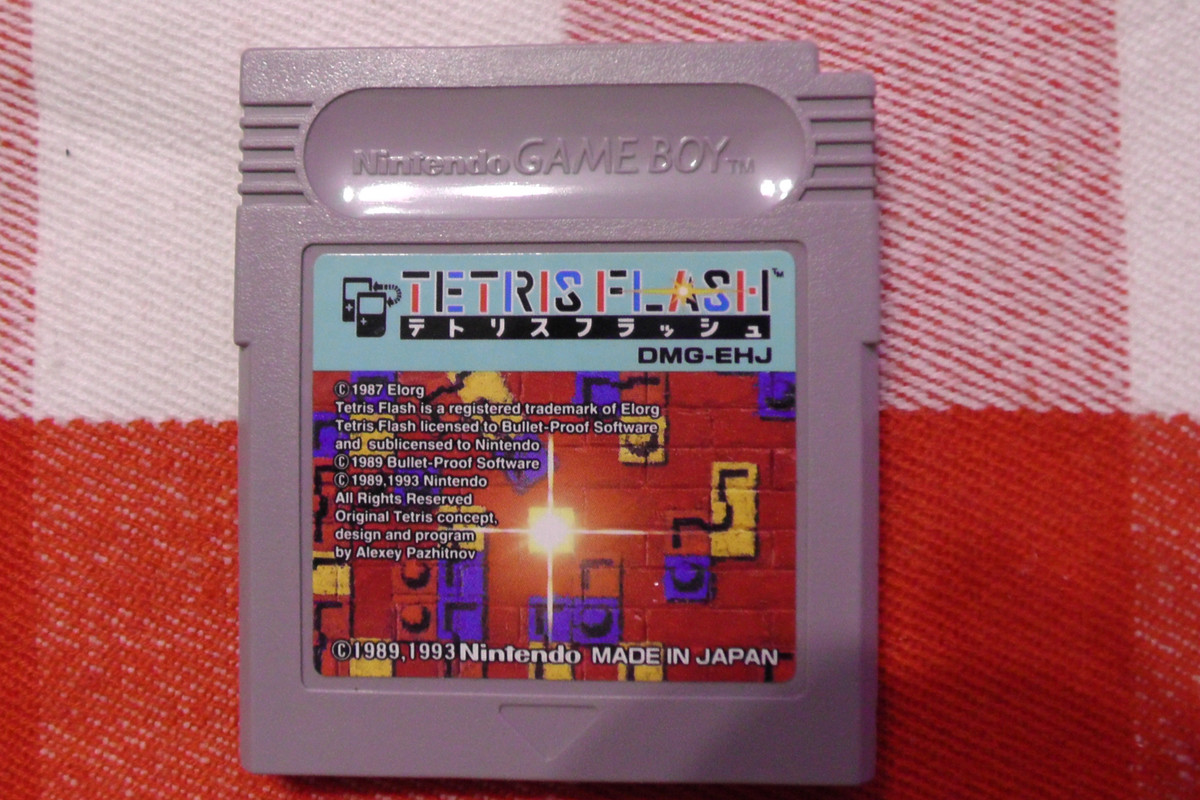 Nintendo GAME BOY TM
TETRIS FLASH™
テトリスフラッシュ
DMG-EHJ
©1987 Elorg
Tetris Flash is a registered trademark of Elorg
Tetris Flash licensed to Bullet-Proof Software
and sublicensed to Nintendo
©1989 Bullet-Proof Software
©1989,1993 Nintendo
All Rights Reserved
Original Tetris concept,
design and program
by Alexey Pazhitnov
©1989,1993 Nintendo MADE IN JAPAN